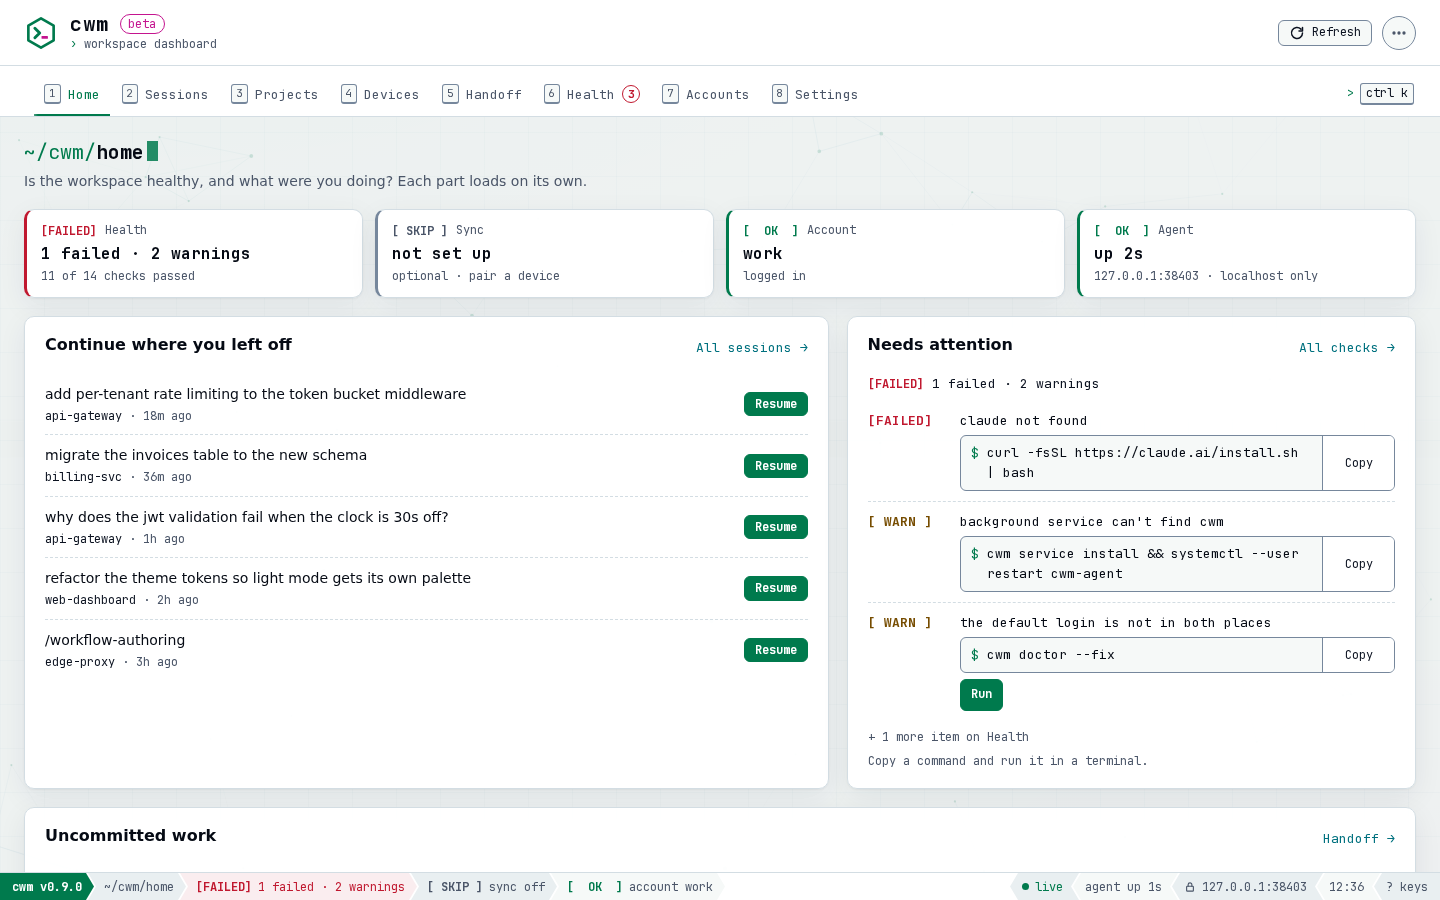 cwm beta
› workspace dashboard
Refresh
1 Home 2 Sessions 3 Projects 4 Devices 5 Handoff 6 Health 3 7 Accounts 8 Settings
> ctrl k
~/cwm/home
Is the workspace healthy, and what were you doing? Each part loads on its own.
[FAILED] Health
1 failed · 2 warnings
11 of 14 checks passed
[ SKIP ] Sync
not set up
optional · pair a device
[ OK ] Account
work
logged in
[ OK ] Agent
up 2s
127.0.0.1:38403 · localhost only
Continue where you left off
All sessions →
add per-tenant rate limiting to the token bucket middleware
api-gateway · 18m ago
Resume
migrate the invoices table to the new schema
billing-svc · 36m ago
Resume
why does the jwt validation fail when the clock is 30s off?
api-gateway · 1h ago
Resume
refactor the theme tokens so light mode gets its own palette
web-dashboard · 2h ago
Resume
/workflow-authoring
edge-proxy · 3h ago
Resume
Needs attention
All checks →
[FAILED] 1 failed · 2 warnings
[FAILED] claude not found
$ curl -fsSL https://claude.ai/install.sh
| bash
Copy
[ WARN ] background service can't find cwm
$ cwm service install && systemctl --user
restart cwm-agent
Copy
[ WARN ] the default login is not in both places
$ cwm doctor --fix
Copy
Run
+ 1 more item on Health
Copy a command and run it in a terminal.
Uncommitted work
Handoff →
cwm v0.9.0 ~/cwm/home [FAILED] 1 failed · 2 warnings [ SKIP ] sync off [ OK ] account work live agent up 1s 127.0.0.1:38403 12:36 ? keys